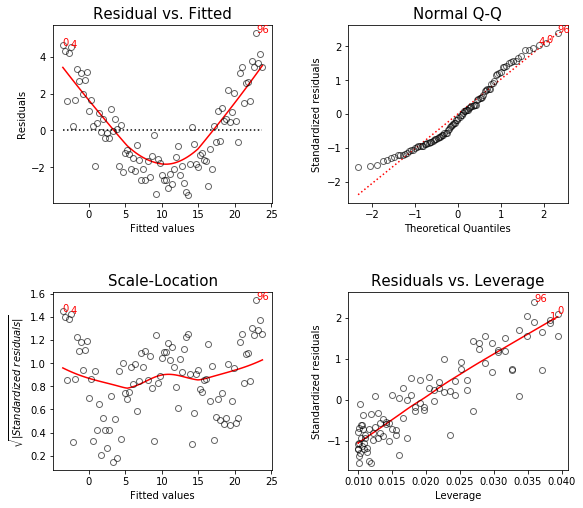 Residual vs. Fitted
Normal Q-Q
0
4
96
4 0
96
Residuals
4
2
0
−2
0 5 10 15 20 25
Fitted values
Standardized residuals
2
1
0
−1
−2
−2 −1 0 1 2
Theoretical Quantiles
Scale-Location
Residuals vs. Leverage
0
4
96
96
1 0
√|Standardized residuals|
1.6
1.4
1.2
1.0
0.8
0.6
0.4
0.2
0 5 10 15 20 25
Fitted values
Standardized residuals
2
1
0
−1
0.010 0.015 0.020 0.025 0.030 0.035 0.040
Leverage